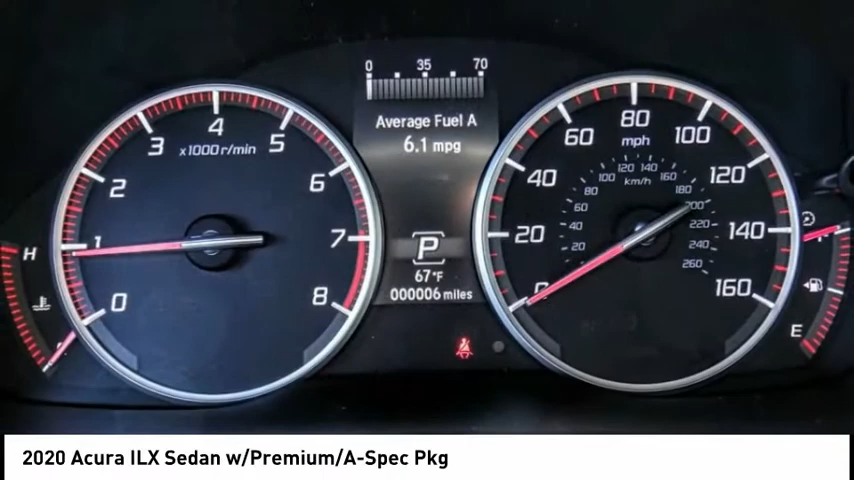 0 35 70
Average Fuel A
6.1 mpg
P
67°F
000006 miles
0 1 2 3 4 5 6 7 8
x1000r/min
0 20 40 60 80 100 120 140 160
mph
20 40 60 80 100 120 140 160 180 200 220 240 260
km/h
H
E
2020 Acura ILX Sedan w/Premium/A-Spec Pkg